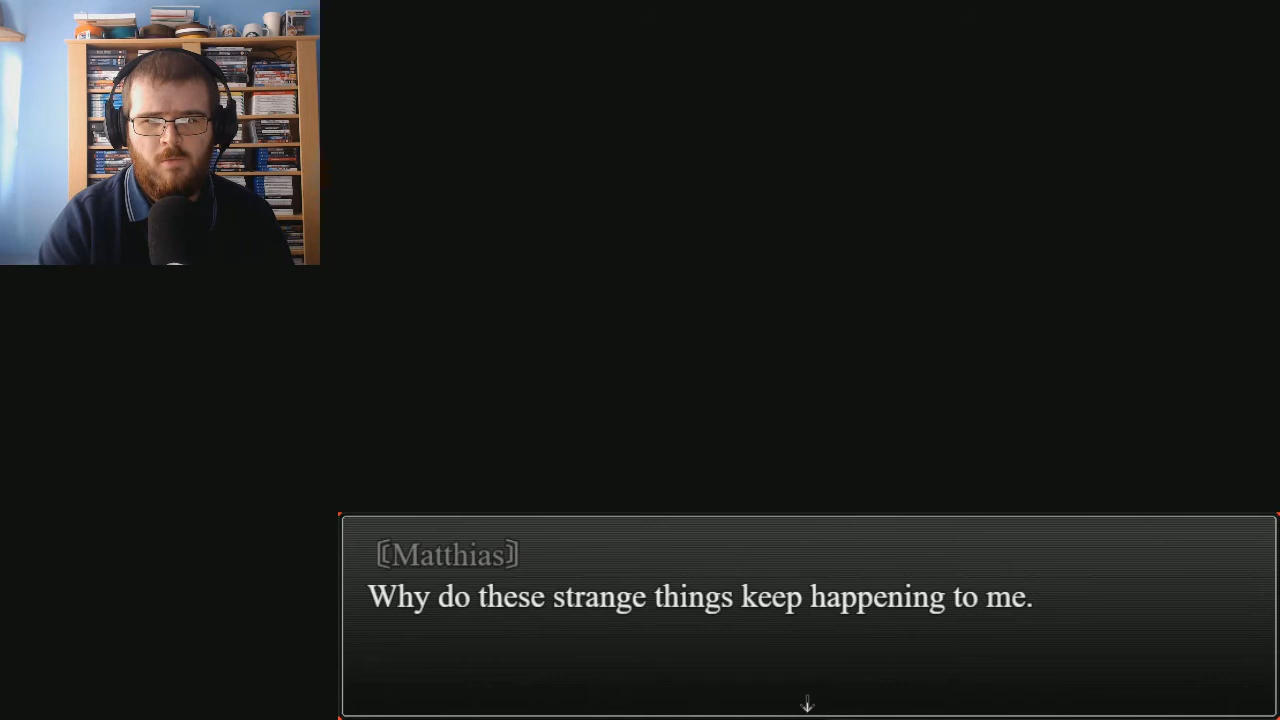 〘Matthias〙
Why do these strange things keep happening to me.